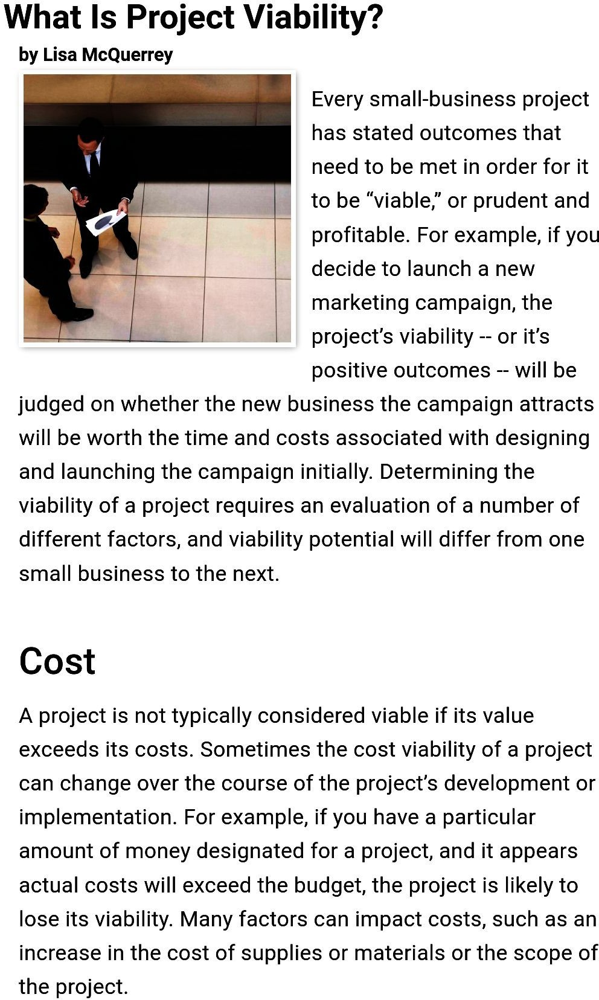 What Is Project Viability?
by Lisa McQuerrey
Every small-business project
has stated outcomes that
need to be met in order for it
to be “viable,” or prudent and
profitable. For example, if you
decide to launch a new
marketing campaign, the
project’s viability -- or it’s
positive outcomes -- will be
judged on whether the new business the campaign attracts
will be worth the time and costs associated with designing
and launching the campaign initially. Determining the
viability of a project requires an evaluation of a number of
different factors, and viability potential will differ from one
small business to the next.
Cost
A project is not typically considered viable if its value
exceeds its costs. Sometimes the cost viability of a project
can change over the course of the project’s development or
implementation. For example, if you have a particular
amount of money designated for a project, and it appears
actual costs will exceed the budget, the project is likely to
lose its viability. Many factors can impact costs, such as an
increase in the cost of supplies or materials or the scope of
the project.